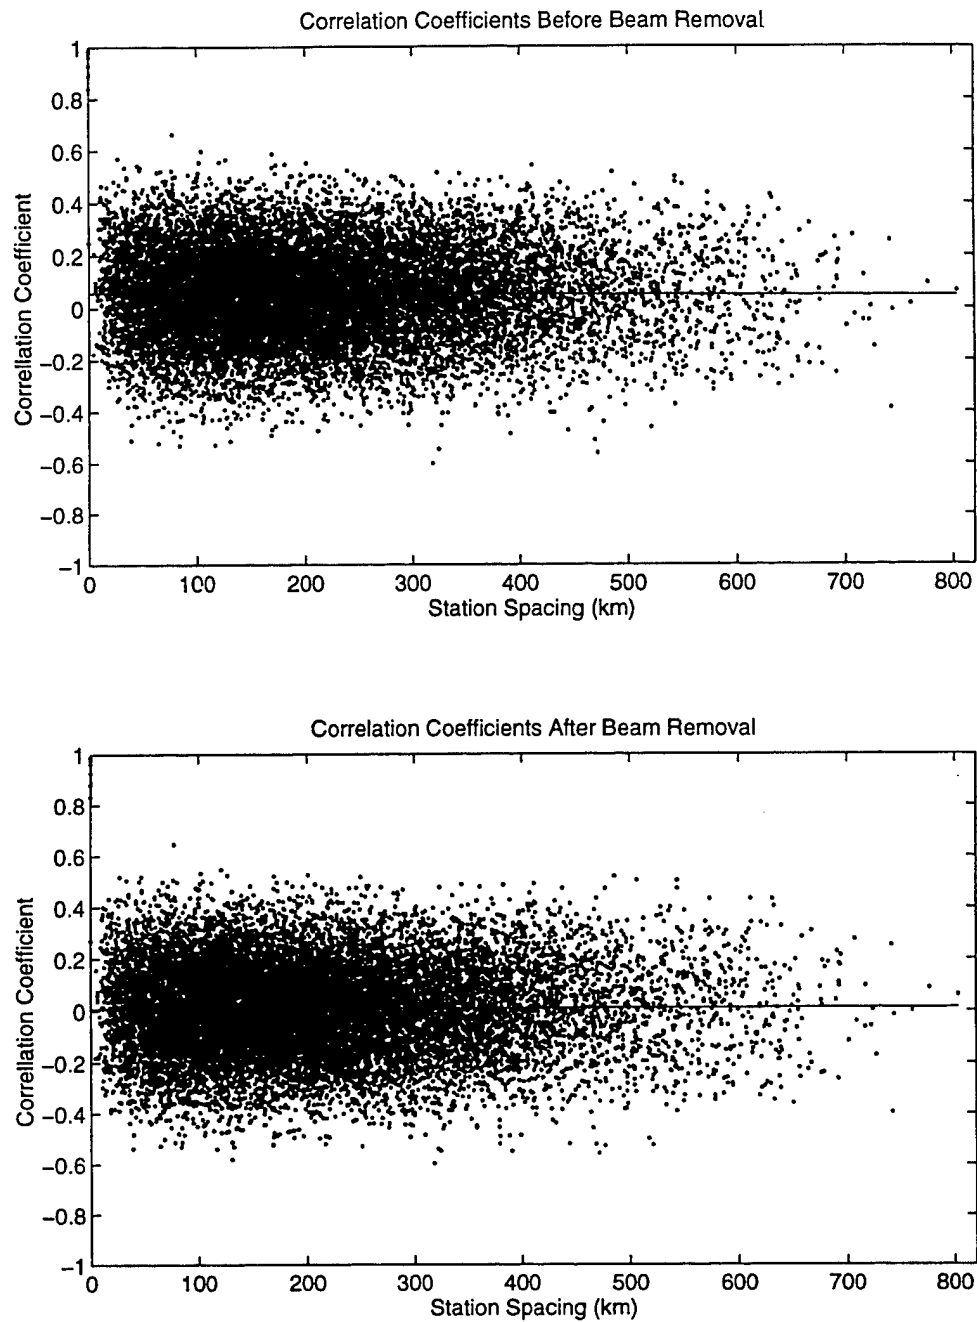 Correlation Coefficients Before Beam Removal
1
0.8
0.6
0.4
0.2
0
−0.2
−0.4
−0.6
−0.8
−1
Correllation Coefficient
0 100 200 300 400 500 600 700 800
Station Spacing (km)
Correlation Coefficients After Beam Removal
1
0.8
0.6
0.4
0.2
0
−0.2
−0.4
−0.6
−0.8
−1
Correllation Coefficient
0 100 200 300 400 500 600 700 800
Station Spacing (km)